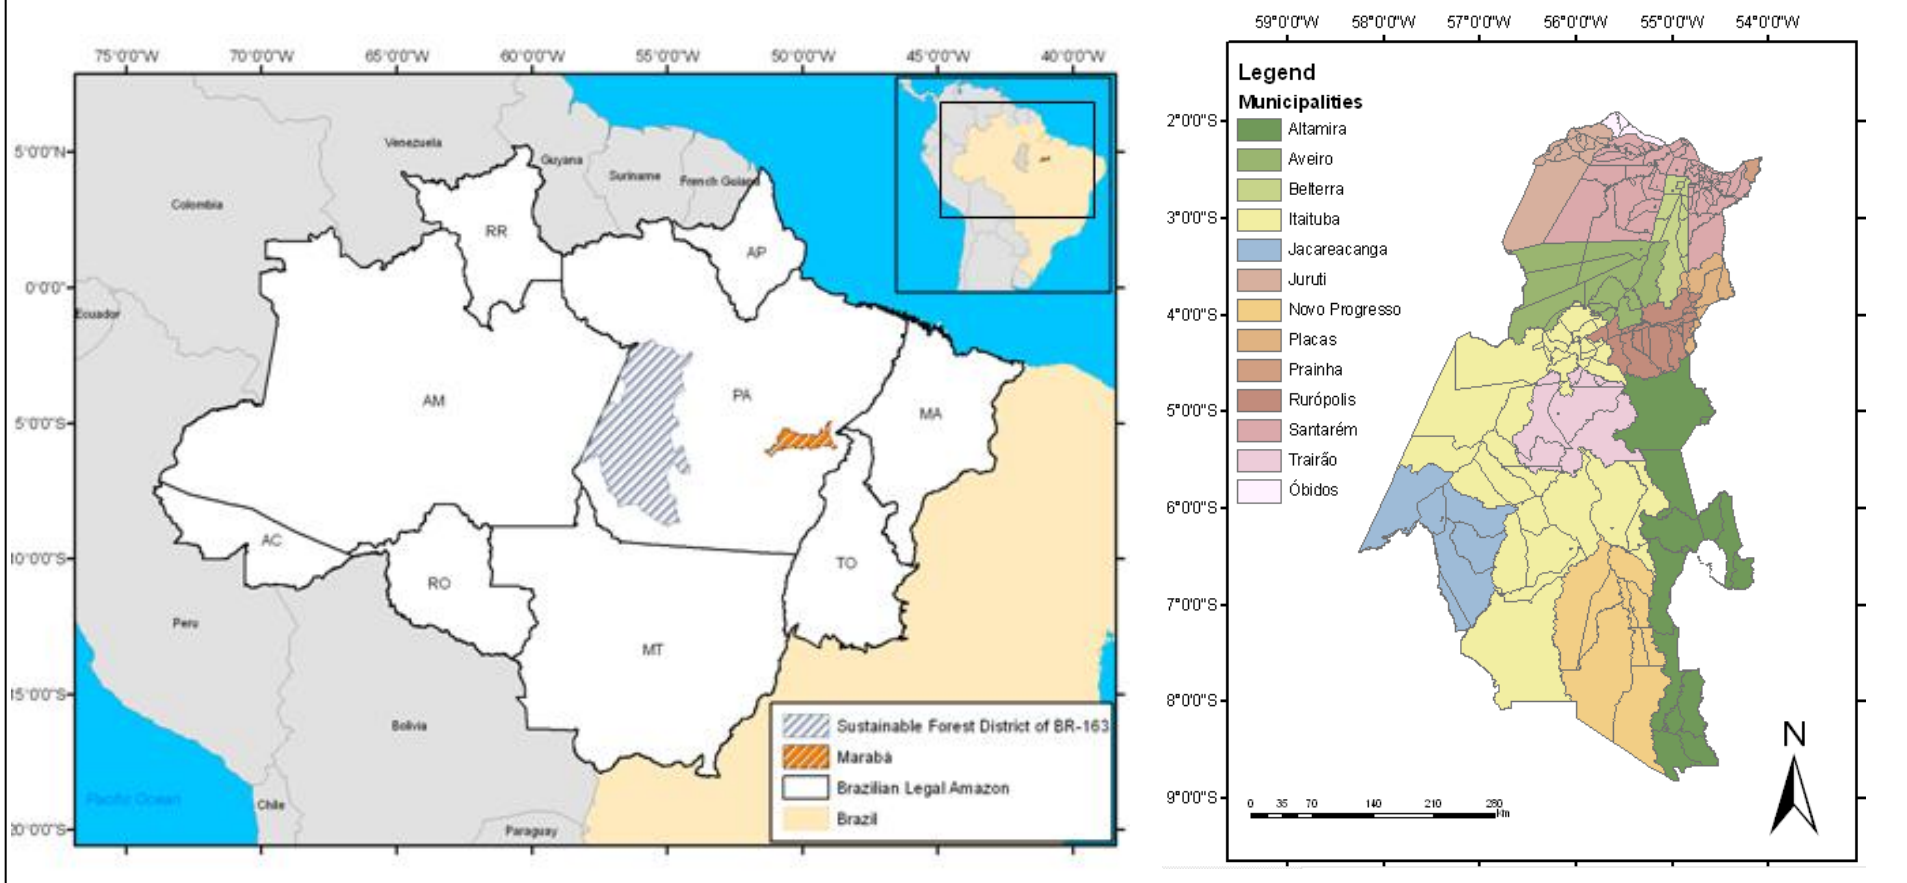 75°0'0"W 70°0'0"W 65°0'0"W 60°0'0"W 55°0'0"W 50°0'0"W 45°0'0"W 40°0'0"W
5°0'0"N
0°0'0"
5°0'0"S
10°0'0"S
15°0'0"S
20°0'0"S
Venezuela
Guyana
Suriname
French Guiana
Colombia
Ecuador
Peru
Bolivia
Chile
Paraguay
Pacific Ocean
RR
AP
AM
PA
MA
AC
RO
TO
MT
Sustainable Forest District of BR-163
Marabá
Brazilian Legal Amazon
Brazil
59°0'0"W 58°0'0"W 57°0'0"W 56°0'0"W 55°0'0"W 54°0'0"W
2°0'0"S
3°0'0"S
4°0'0"S
5°0'0"S
6°0'0"S
7°0'0"S
8°0'0"S
9°0'0"S
Legend
Municipalities
Altamira
Aveiro
Belterra
Itaituba
Jacareacanga
Juruti
Novo Progresso
Placas
Prainha
Rurópolis
Santarém
Trairão
Óbidos
0 35 70 140 210 280
Km
N